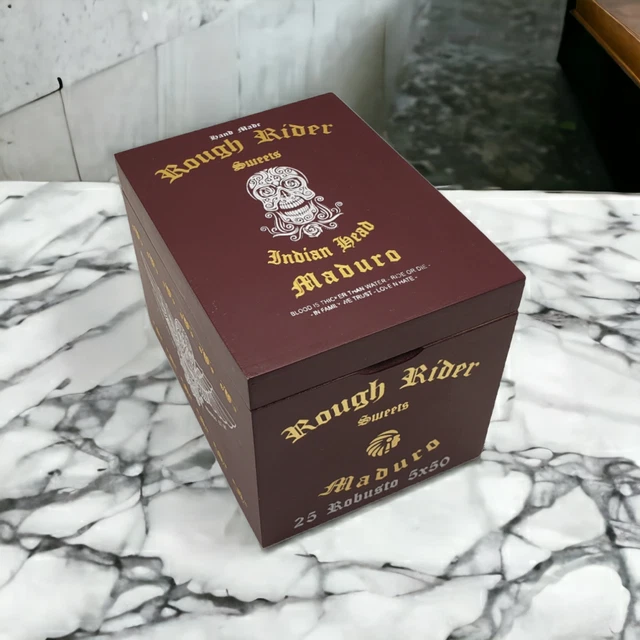 Hand Made
Rough Rider
Sweets
Indian Head
Maduro
BLOOD IS THICKER THAN WATER - RIDE OR DIE -
- IN FAMILY WE TRUST - LOVE N HATE -
Rough Rider
Sweets
Maduro
25 Robusto 5x50